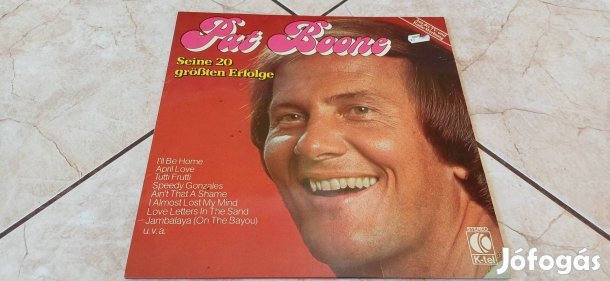 Pat Boone
Seine 20
größten Erfolge
I'll Be Home
April Love
Tutti Frutti
Speedy Gonzales
Ain't That A Shame
I Almost Lost My Mind
Love Letters In The Sand
Jambalaya (On The Bayou)
u.v.a.
STEREO
K-tel
Jófogás